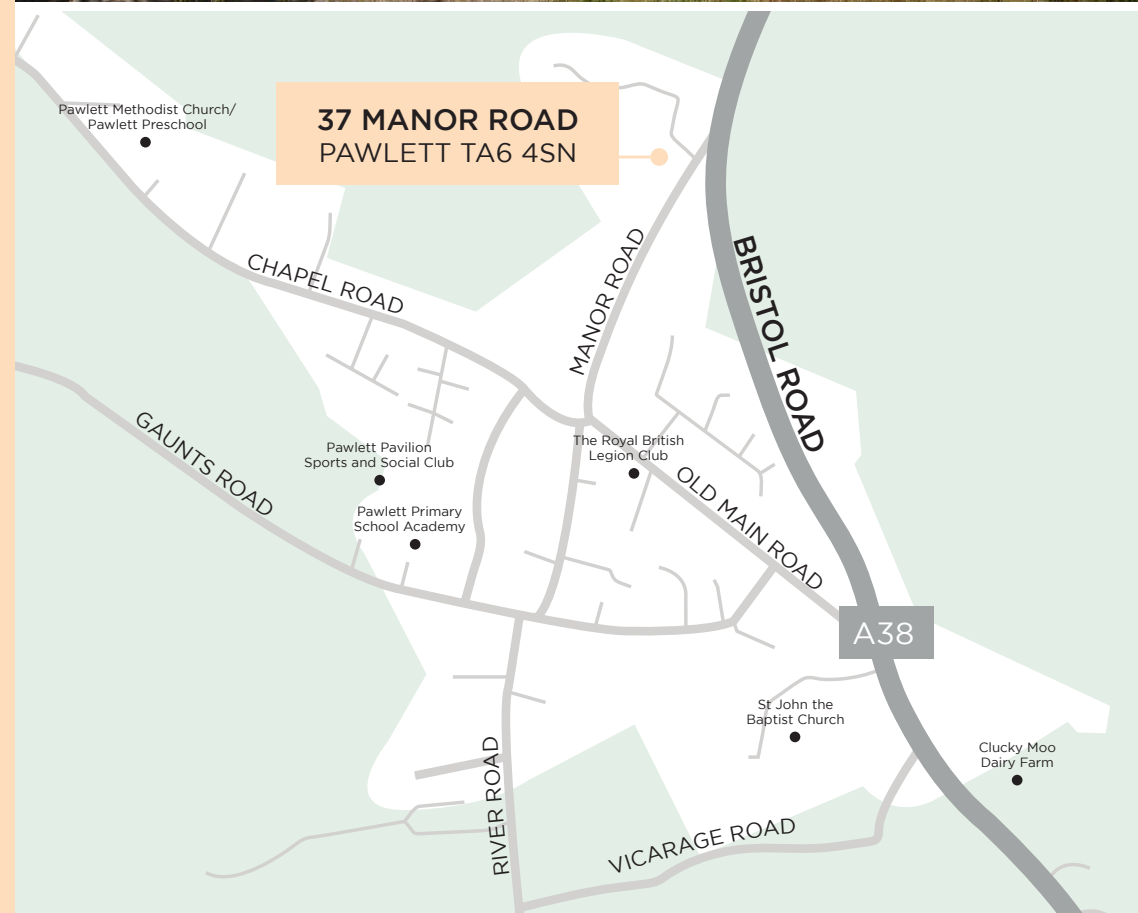 Pawlett Methodist Church/
Pawlett Preschool
37 MANOR ROAD
PAWLETT TA6 4SN
CHAPEL ROAD
MANOR ROAD
BRISTOL ROAD
GAUNTS ROAD
Pawlett Pavilion
Sports and Social Club
The Royal British
Legion Club
Pawlett Primary
School Academy
OLD MAIN ROAD
A38
St John the
Baptist Church
Clucky Moo
Dairy Farm
RIVER ROAD
VICARAGE ROAD